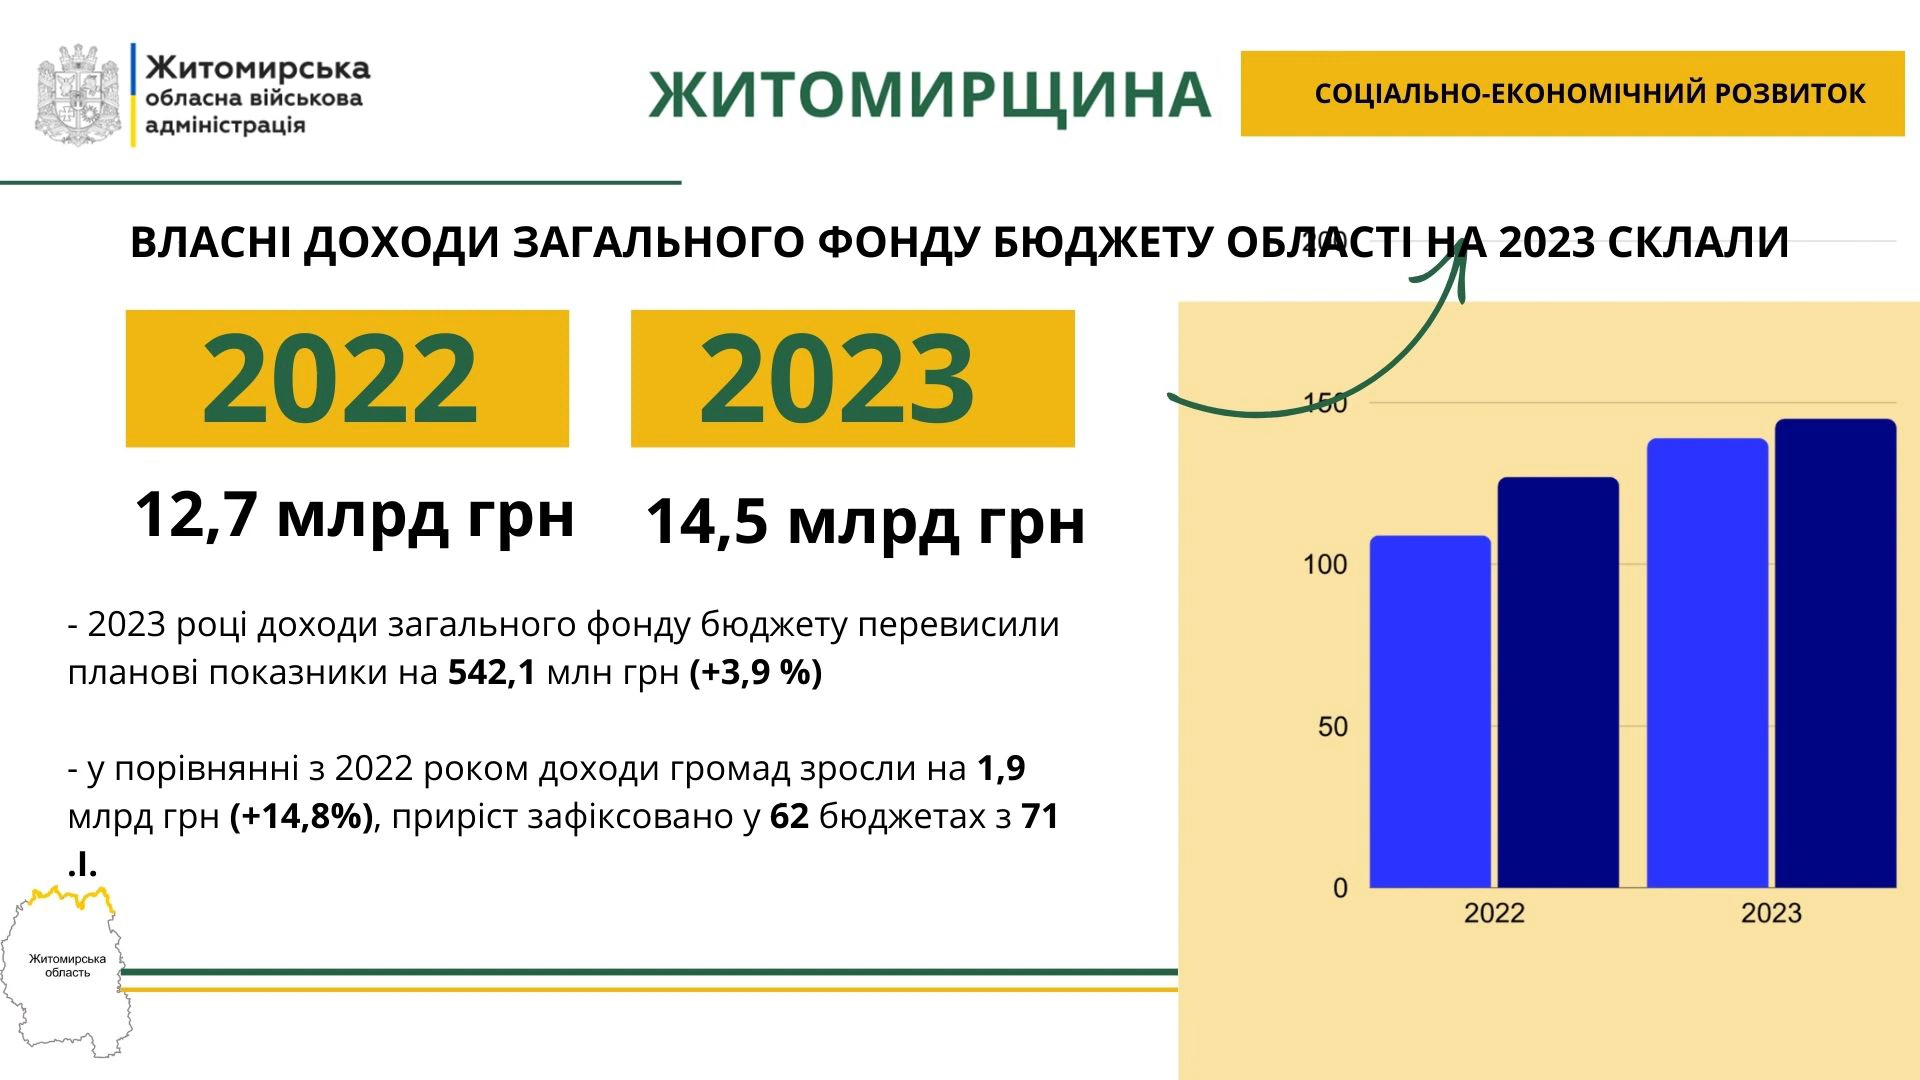 Житомирська
обласна військова
адміністрація
ЖИТОМИРЩИНА
СОЦІАЛЬНО-ЕКОНОМІЧНИЙ РОЗВИТОК
ВЛАСНІ ДОХОДИ ЗАГАЛЬНОГО ФОНДУ БЮДЖЕТУ ОБЛАСТІ НА 2023 СКЛАЛИ
2022
2023
12,7 млрд грн
14,5 млрд грн
- 2023 році доходи загального фонду бюджету перевисили
планові показники на 542,1 млн грн (+3,9 %)
- у порівнянні з 2022 роком доходи громад зросли на 1,9
млрд грн (+14,8%), приріст зафіксовано у 62 бюджетах з 71
.І.
Житомирська
область
200
150
100
50
0
2022
2023